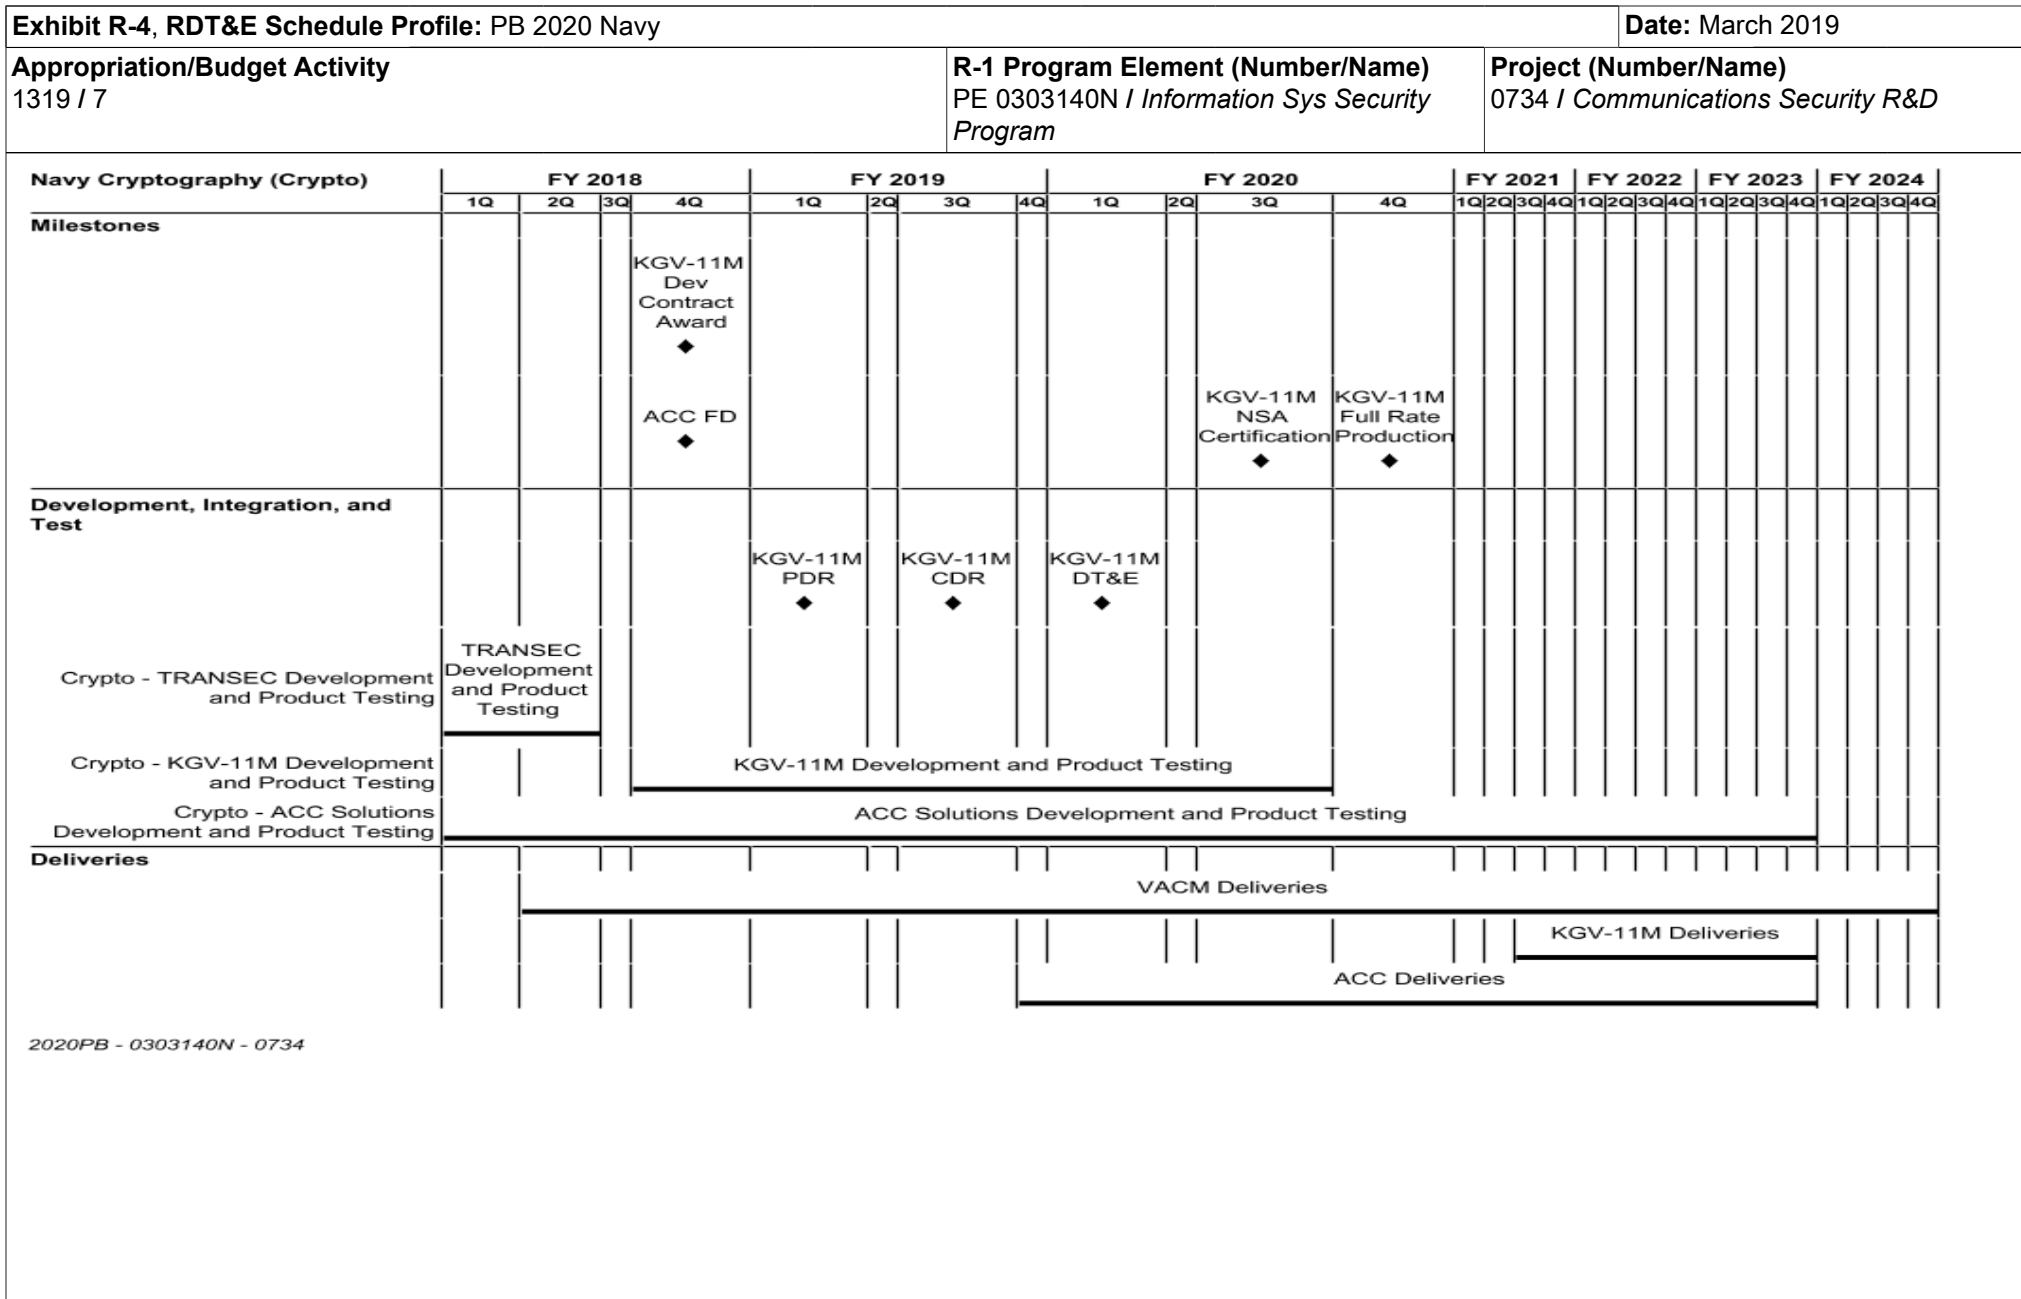 Exhibit R-4, RDT&E Schedule Profile: PB 2020 Navy
Date: March 2019
Appropriation/Budget Activity
1319 / 7
R-1 Program Element (Number/Name)
PE 0303140N / Information Sys Security
Program
Project (Number/Name)
0734 / Communications Security R&D
Navy Cryptography (Crypto)
FY 2018 FY 2019 FY 2020 FY 2021 FY 2022 FY 2023 FY 2024
1Q 2Q 3Q 4Q 1Q 2Q 3Q 4Q 1Q 2Q 3Q 4Q 1Q 2Q 3Q 4Q 1Q 2Q 3Q 4Q 1Q 2Q 3Q 4Q 1Q 2Q 3Q 4Q
Milestones
KGV-11M
Dev
Contract
Award
ACC FD
KGV-11M
NSA
Certification
KGV-11M
Full Rate
Production
Development, Integration, and
Test
KGV-11M
PDR
KGV-11M
CDR
KGV-11M
DT&E
Crypto - TRANSEC Development
and Product Testing
TRANSEC
Development
and Product
Testing
Crypto - KGV-11M Development
and Product Testing
KGV-11M Development and Product Testing
Crypto - ACC Solutions
Development and Product Testing
ACC Solutions Development and Product Testing
Deliveries
VACM Deliveries
KGV-11M Deliveries
ACC Deliveries
2020PB - 0303140N - 0734